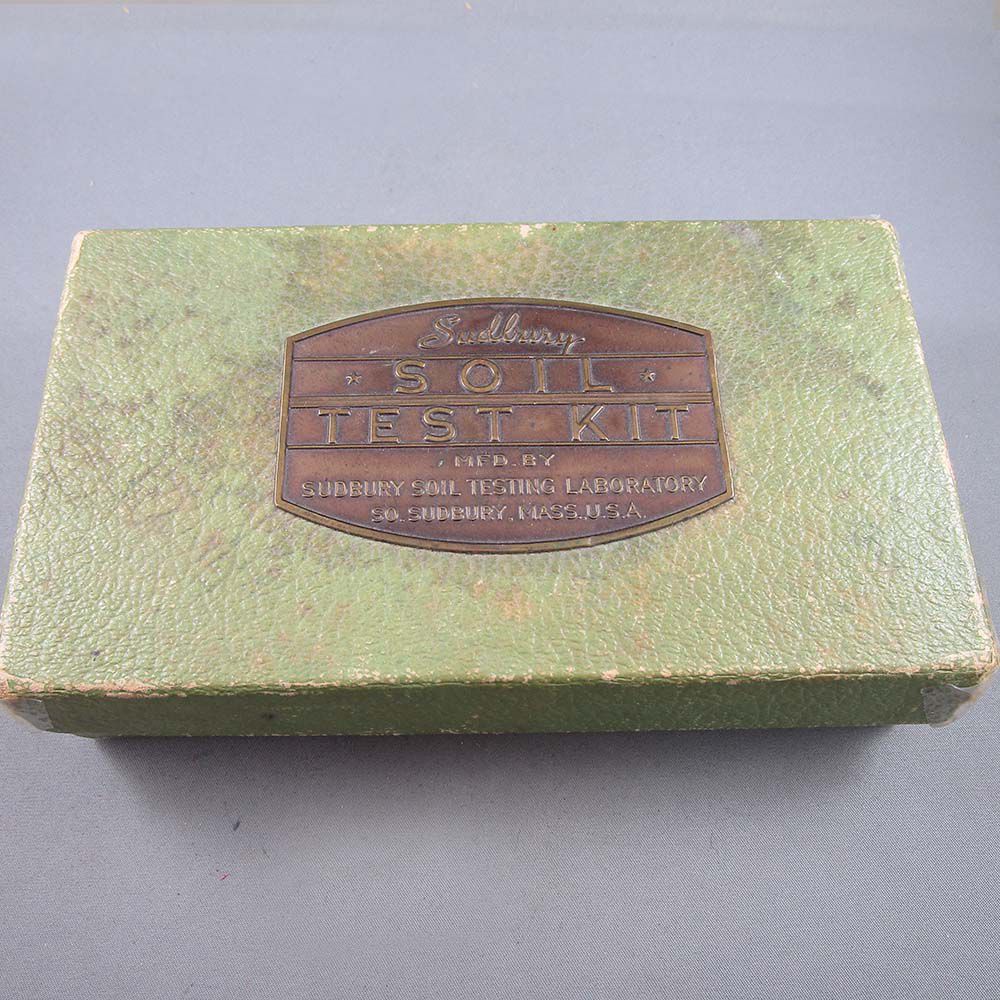 Sudbury
SOIL
TEST KIT
MFD. BY
SUDBURY SOIL TESTING LABORATORY
SO. SUDBURY, MASS., U.S.A.